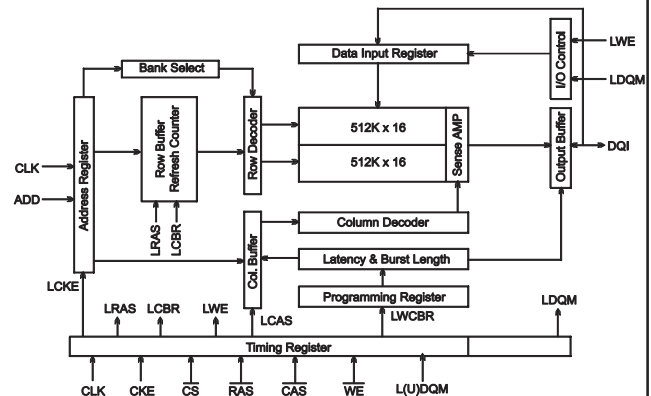 LWE
Data Input Register
I/O Control
LDQM
Bank Select
Address Register
Row Buffer
Refresh Counter
Row Decoder
512K x 16
512K x 16
Sense AMP
Output Buffer
DQI
CLK
ADD
LRAS
LCBR
Col. Buffer
Column Decoder
Latency & Burst Length
Programming Register
LCKE
LRAS
LCBR
LWE
LCAS
LWCBR
LDQM
Timing Register
CLK
CKE
CS
RAS
CAS
WE
L(U)DQM